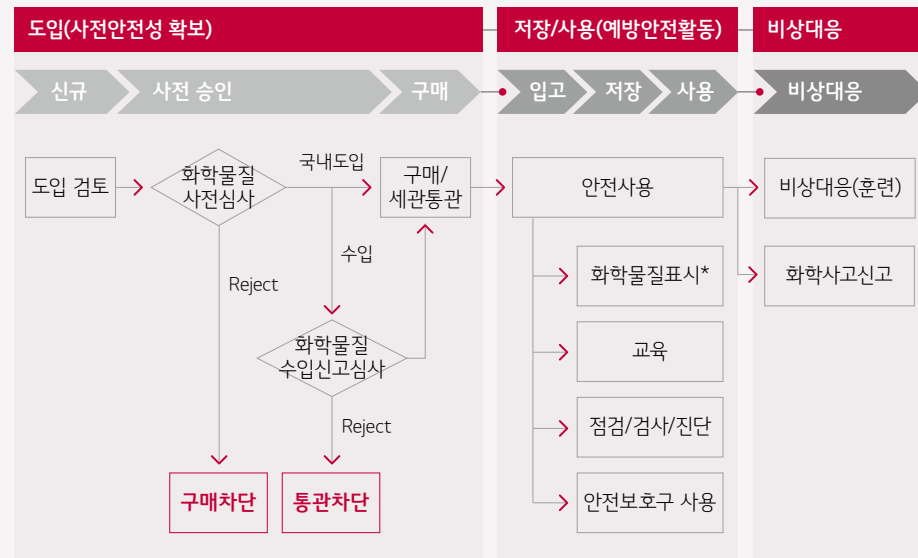 도입(사전안전성 확보)
저장/사용(예방안전활동)
비상대응
신규
사전 승인
구매
입고
저장
사용
비상대응
도입 검토
화학물질
사전심사
국내도입
구매/
세관통관
안전사용
비상대응(훈련)
수입
Reject
화학물질표시*
화학사고신고
화학물질
수입신고심사
교육
Reject
점검/검사/진단
구매차단
통관차단
안전보호구 사용